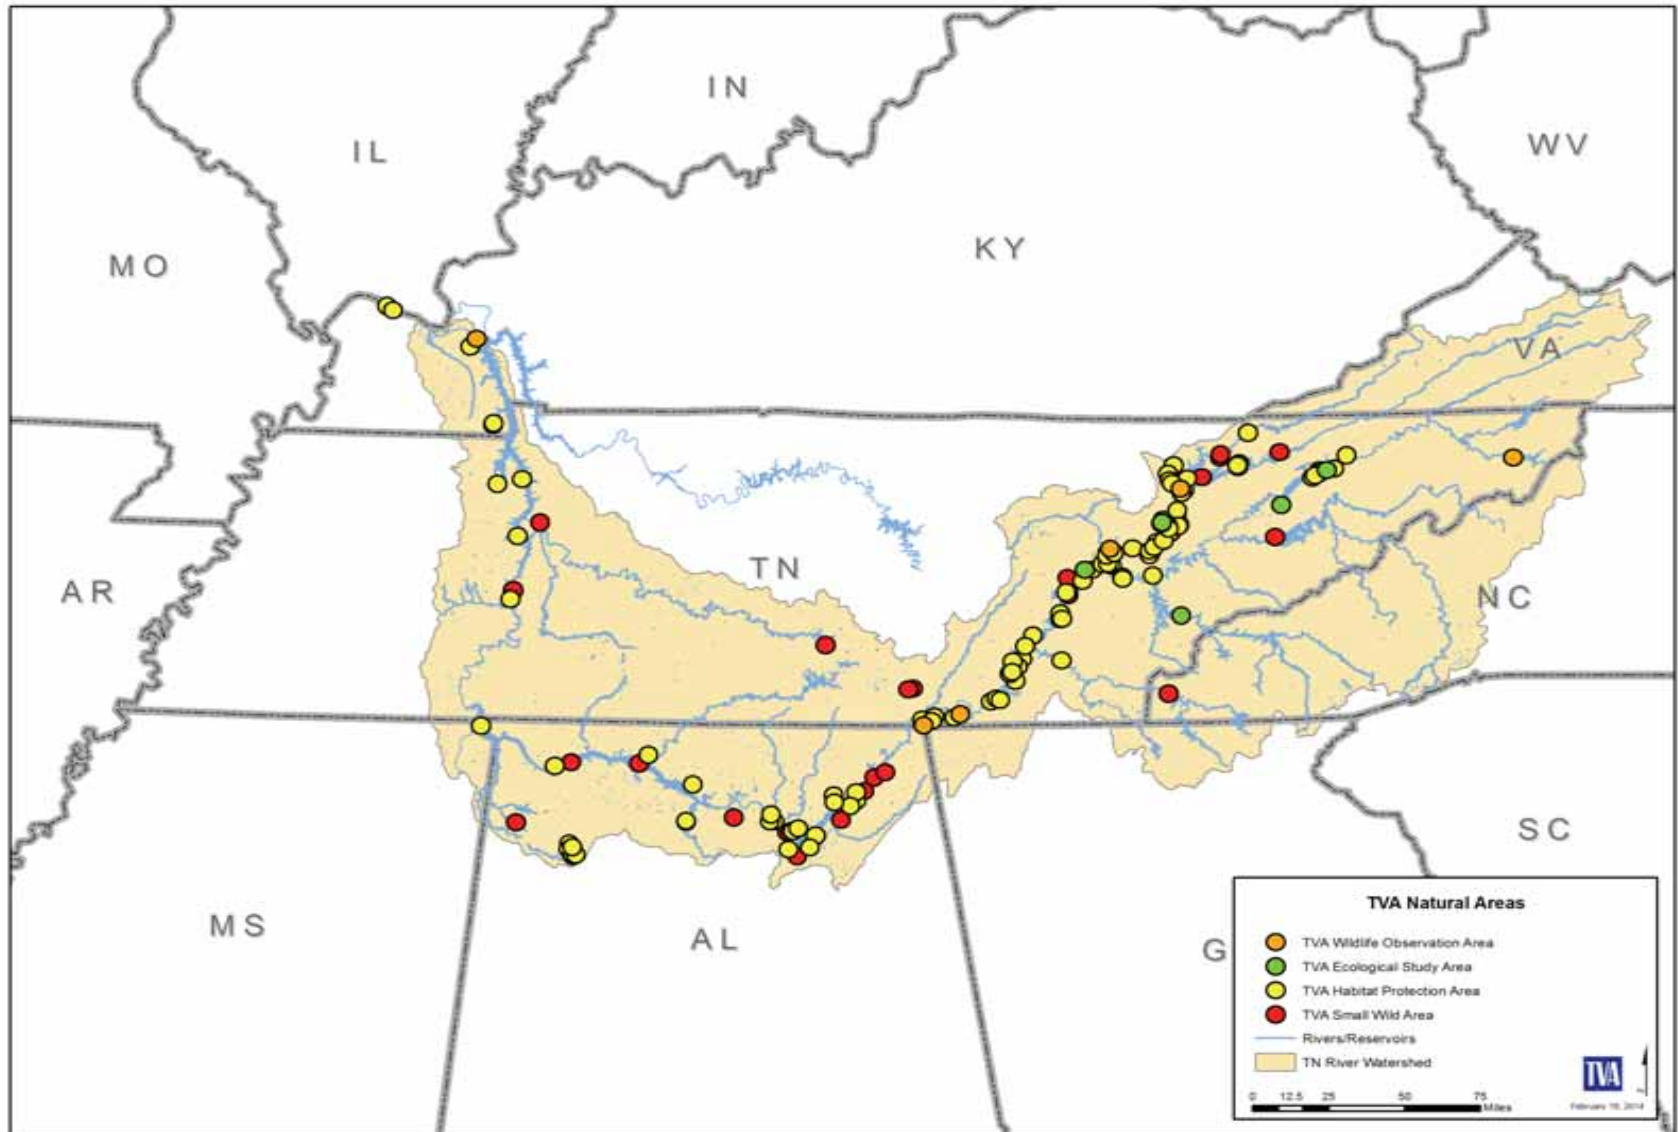 IN
IL
WV
KY
MO
VA
TN
AR
NC
SC
MS
AL
G
TVA Natural Areas
TVA Wildlife Observation Area
TVA Ecological Study Area
TVA Habitat Protection Area
TVA Small Wild Area
Rivers/Reservoirs
TN River Watershed
TVA
0 12.5 25 50 75
Miles
February